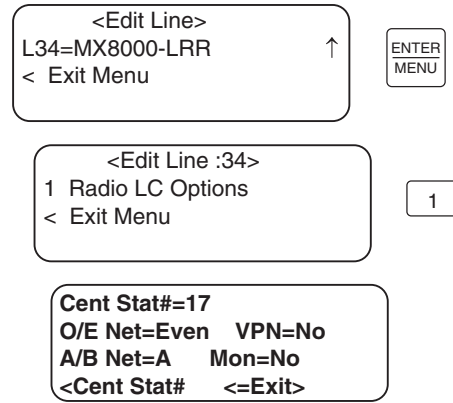 <Edit Line>
L34=MX8000-LRR ↑
< Exit Menu
ENTER
MENU
<Edit Line :34>
1 Radio LC Options
< Exit Menu
1
Cent Stat#=17
O/E Net=Even VPN=No
A/B Net=A Mon=No
<Cent Stat# <=Exit>